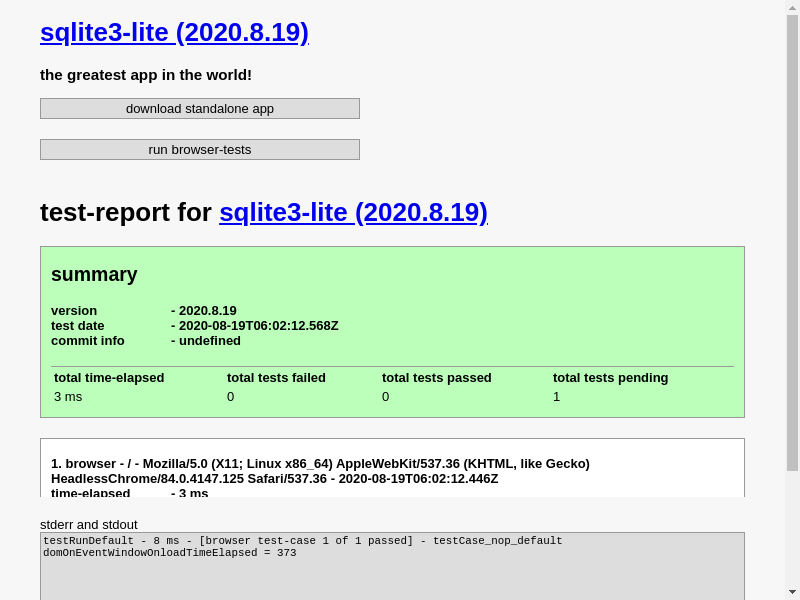 sqlite3-lite (2020.8.19)
the greatest app in the world!
download standalone app
run browser-tests
test-report for sqlite3-lite (2020.8.19)
summary
version - 2020.8.19
test date - 2020-08-19T06:02:12.568Z
commit info - undefined
total time-elapsed total tests failed total tests passed total tests pending
3 ms 0 0 1
1. browser - / - Mozilla/5.0 (X11; Linux x86_64) AppleWebKit/537.36 (KHTML, like Gecko)
HeadlessChrome/84.0.4147.125 Safari/537.36 - 2020-08-19T06:02:12.446Z
time-elapsed - 3 ms
stderr and stdout
testRunDefault - 8 ms - [browser test-case 1 of 1 passed] - testCase_nop_default
domOnEventWindowOnloadTimeElapsed = 373